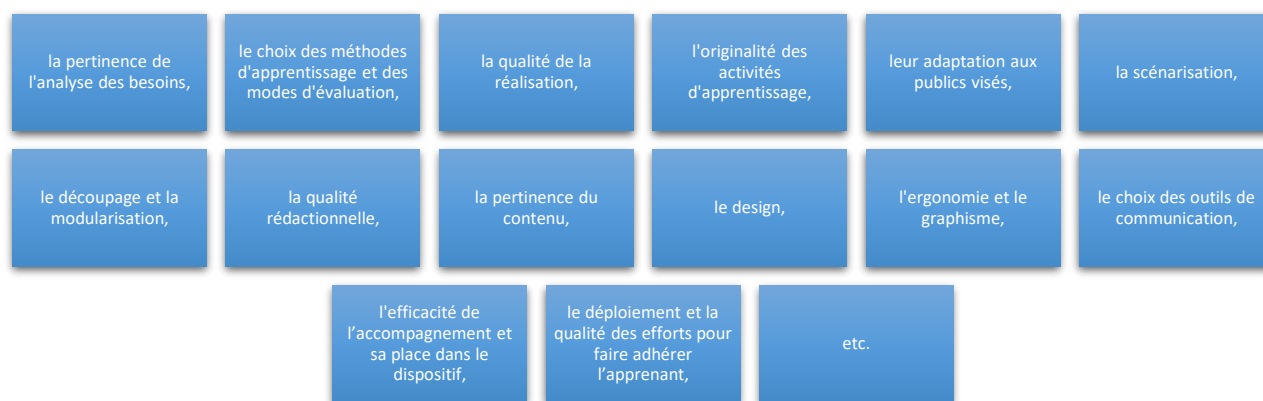 la pertinence de
l'analyse des besoins,
le choix des méthodes
d'apprentissage et des
modes d'évaluation,
la qualité de la
réalisation,
l'originalité des
activités
d'apprentissage,
leur adaptation aux
publics visés,
la scénarisation,
le découpage et la
modularisation,
la qualité
rédactionnelle,
la pertinence du
contenu,
le design,
l'ergonomie et le
graphisme,
le choix des outils de
communication,
l'efficacité de
l’accompagnement et
sa place dans le
dispositif,
le déploiement et la
qualité des efforts pour
faire adhérer
l’apprenant,
etc.